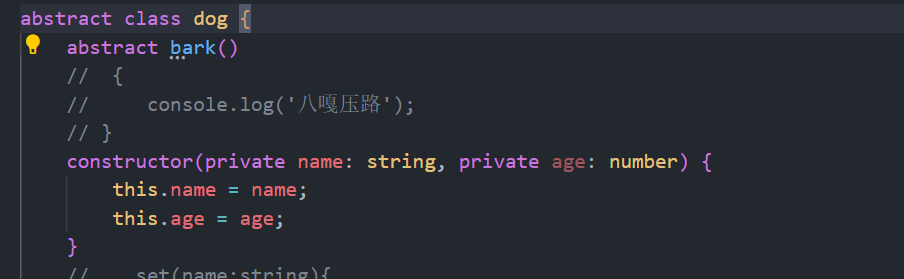 abstract class dog {
abstract bark()
// {
// console.log('八嘎压路');
// }
constructor(private name: string, private age: number) {
this.name = name;
this.age = age;
}
// set(name:string){